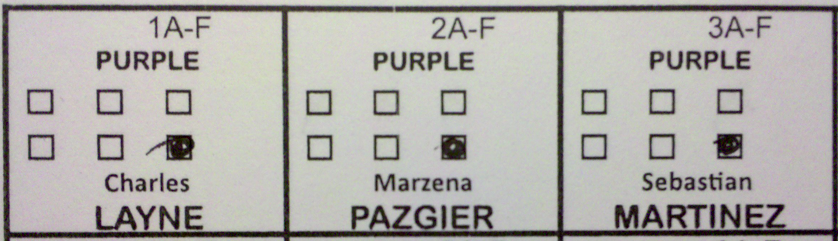 1A-F
PURPLE
Charles
LAYNE
2A-F
PURPLE
Marzena
PAZGIER
3A-F
PURPLE
Sebastian
MARTINEZ